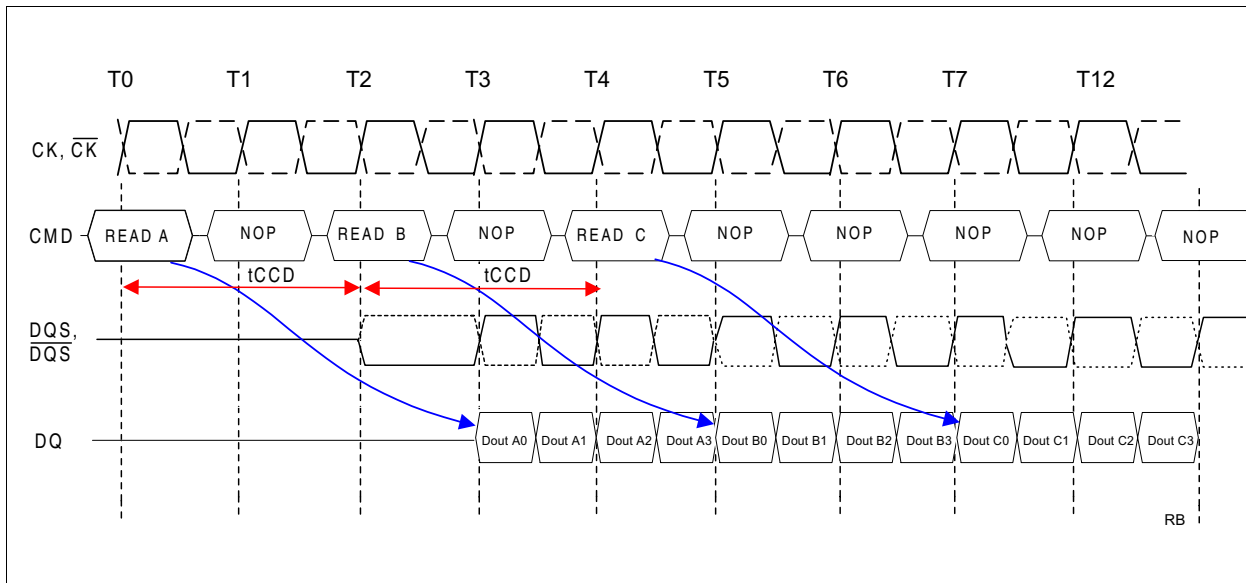 T0 T1 T2 T3 T4 T5 T6 T7 T12
CK, CK
CMD READ A NOP READ B NOP READ C NOP NOP NOP NOP NOP
tCCD tCCD
DQS,
DQS
DQ Dout A0 Dout A1 Dout A2 Dout A3 Dout B0 Dout B1 Dout B2 Dout B3 Dout C0 Dout C1 Dout C2 Dout C3
RB